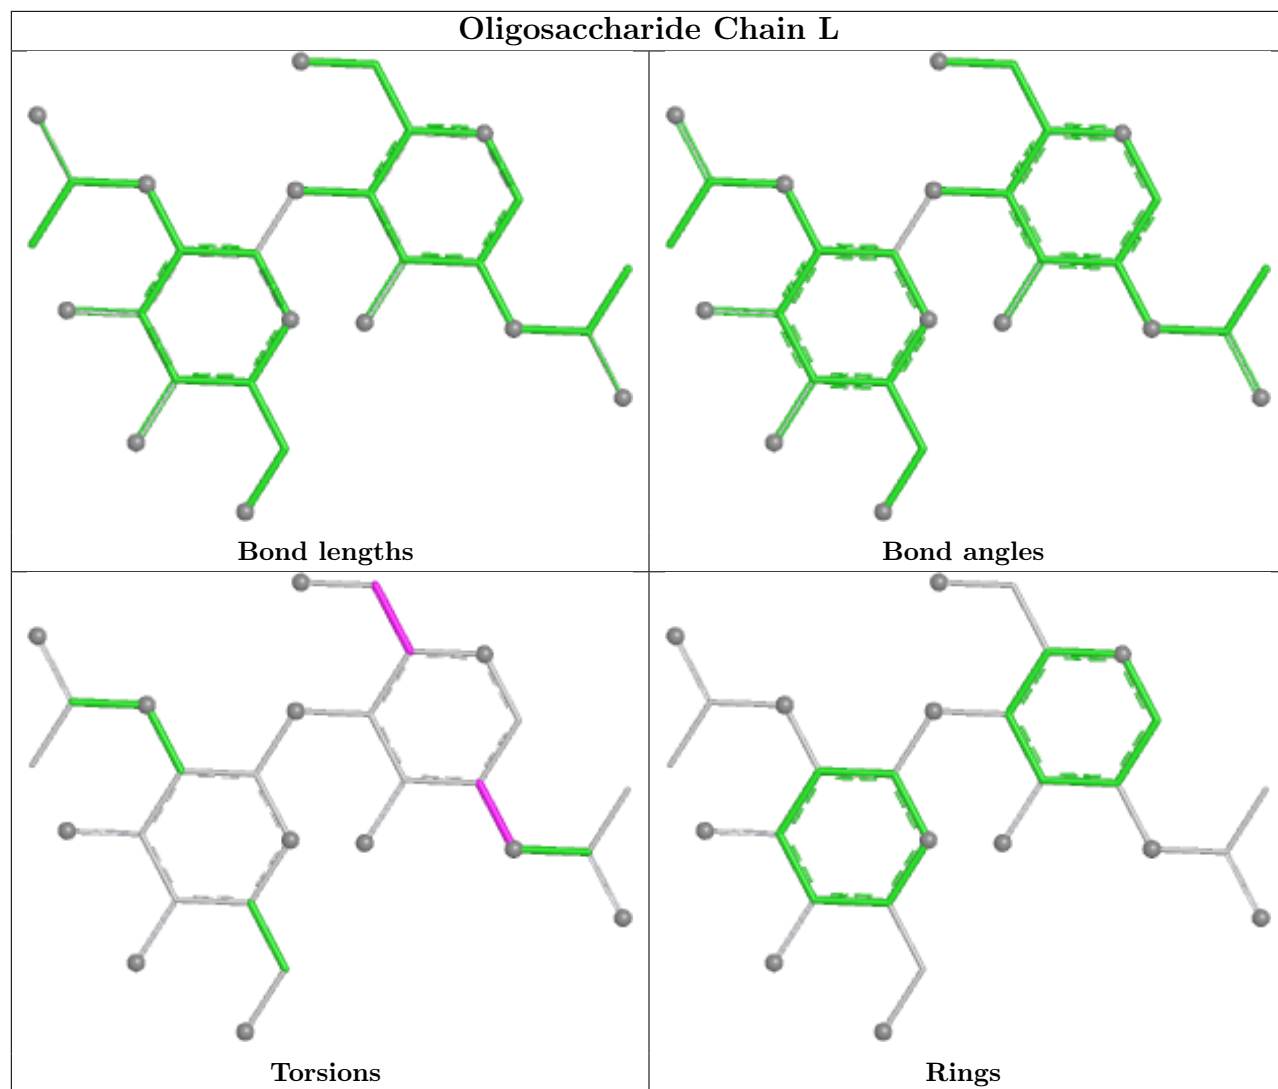 Oligosaccharide Chain L
Bond lengths
Bond angles
Torsions
Rings